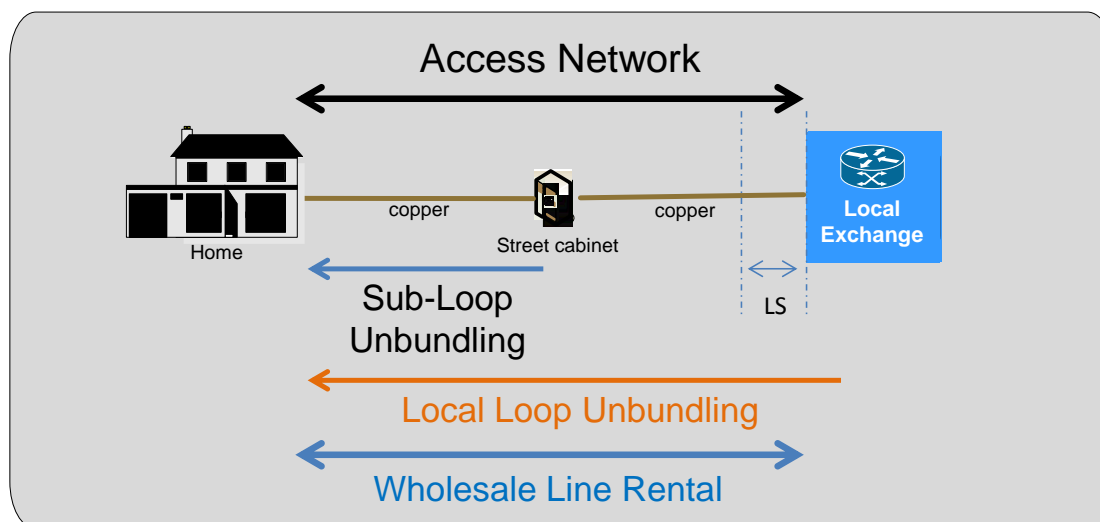 Access Network
copper
copper
Local
Exchange
Home
Street cabinet
Sub-Loop
Unbundling
LS
Local Loop Unbundling
Wholesale Line Rental